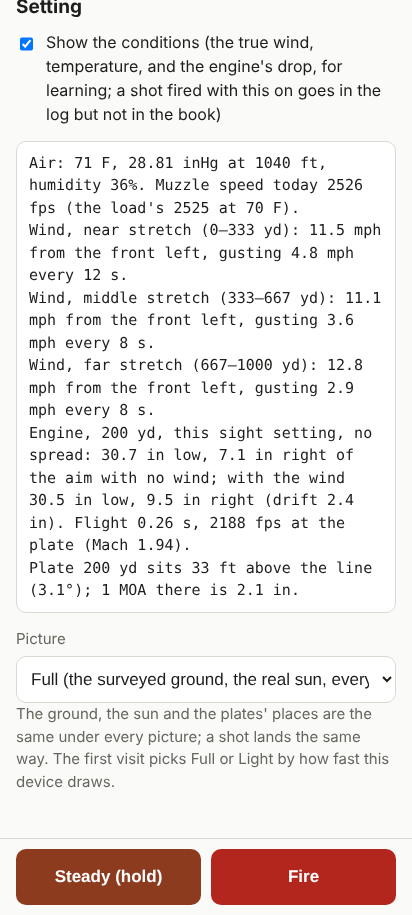 Setting
Show the conditions (the true wind,
temperature, and the engine's drop, for
learning; a shot fired with this on goes in the
log but not in the book)
Air: 71 F, 28.81 inHg at 1040 ft,
humidity 36%. Muzzle speed today 2526
fps (the load's 2525 at 70 F).
Wind, near stretch (0–333 yd): 11.5 mph
from the front left, gusting 4.8 mph
every 12 s.
Wind, middle stretch (333–667 yd): 11.1
mph from the front left, gusting 3.6
mph every 8 s.
Wind, far stretch (667–1000 yd): 12.8
mph from the front left, gusting 2.9
mph every 8 s.
Engine, 200 yd, this sight setting, no
spread: 30.7 in low, 7.1 in right of
the aim with no wind; with the wind
30.5 in low, 9.5 in right (drift 2.4
in). Flight 0.26 s, 2188 fps at the
plate (Mach 1.94).
Plate 200 yd sits 33 ft above the line
(3.1°); 1 MOA there is 2.1 in.
Picture
Full (the surveyed ground, the real sun, every
The ground, the sun and the plates' places are the
same under every picture; a shot lands the same
way. The first visit picks Full or Light by how fast this
device draws.
Steady (hold)
Fire